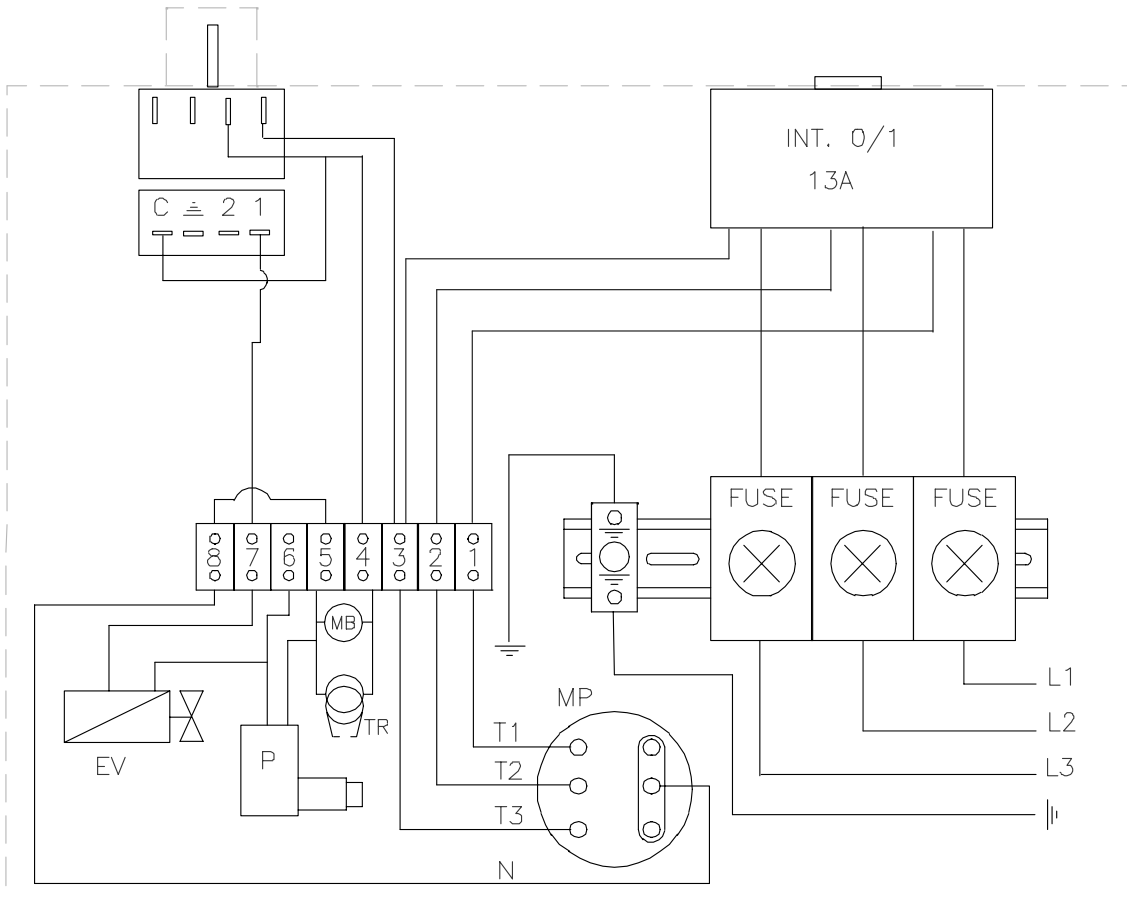 INT. 0/1
13A
C 2 1
FUSE FUSE FUSE
8 7 6 5 4 3 2 1
MB
L1
MP
TR
L2
T1
P
EV
L3
T2
T3
N